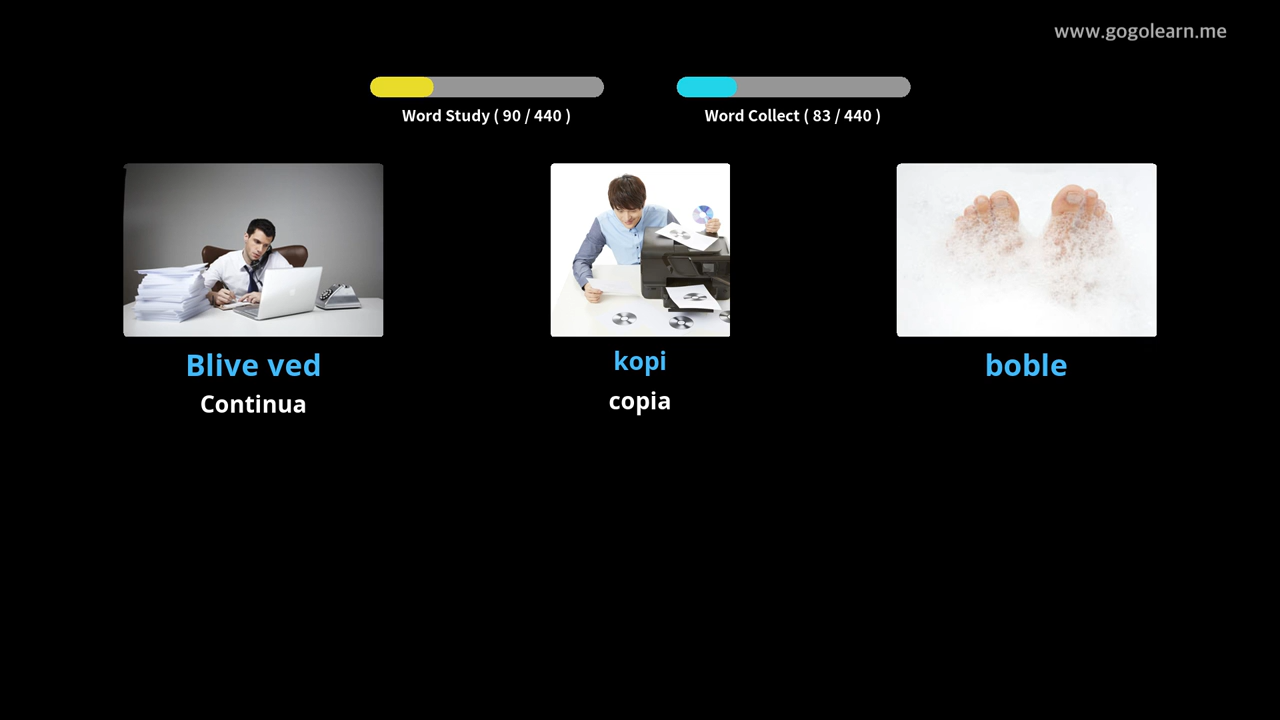 www.gogolearn.me
Word Study ( 90 / 440 )
Word Collect ( 83 / 440 )
Blive ved
Continua
kopi
copia
boble